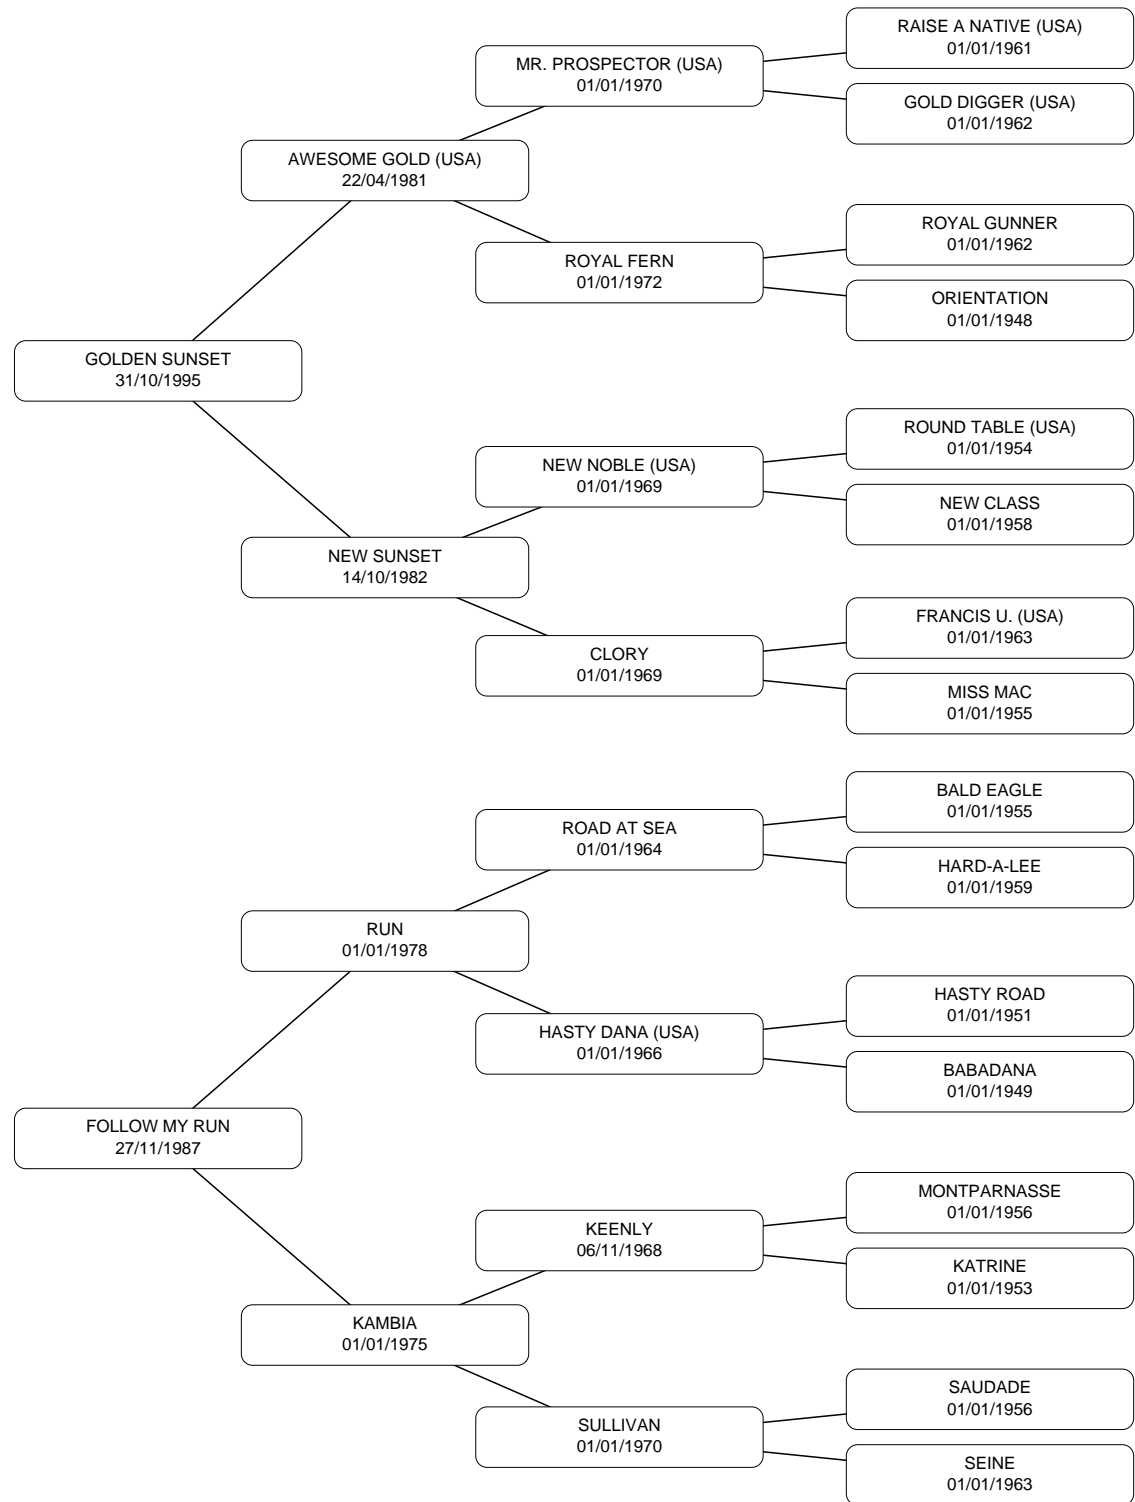 RAISE A NATIVE (USA)
01/01/1961
MR. PROSPECTOR (USA)
01/01/1970
GOLD DIGGER (USA)
01/01/1962
AWESOME GOLD (USA)
22/04/1981
ROYAL GUNNER
01/01/1962
ROYAL FERN
01/01/1972
ORIENTATION
01/01/1948
GOLDEN SUNSET
31/10/1995
ROUND TABLE (USA)
01/01/1954
NEW NOBLE (USA)
01/01/1969
NEW CLASS
01/01/1958
NEW SUNSET
14/10/1982
FRANCIS U. (USA)
01/01/1963
CLORY
01/01/1969
MISS MAC
01/01/1955
BALD EAGLE
01/01/1955
ROAD AT SEA
01/01/1964
HARD-A-LEE
01/01/1959
RUN
01/01/1978
HASTY ROAD
01/01/1951
HASTY DANA (USA)
01/01/1966
BABADANA
01/01/1949
FOLLOW MY RUN
27/11/1987
MONTPARNASSE
01/01/1956
KEENLY
06/11/1968
KATRINE
01/01/1953
KAMBIA
01/01/1975
SAUDADE
01/01/1956
SULLIVAN
01/01/1970
SEINE
01/01/1963